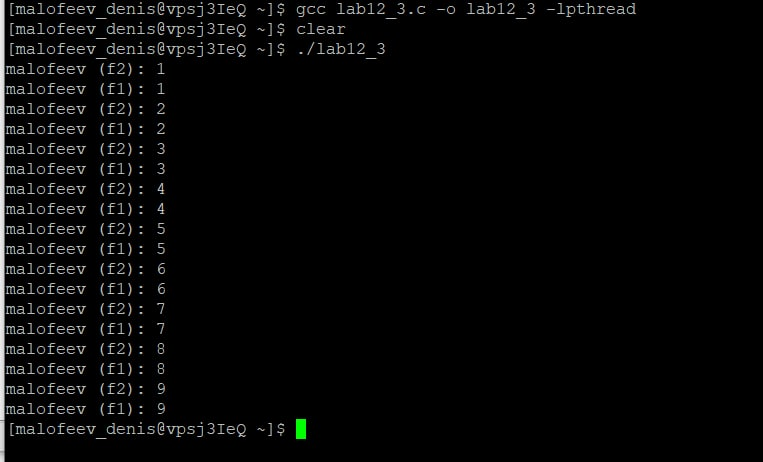 [malofeev_denis@vpsj3IeQ ~]$ gcc lab12_3.c -o lab12_3 -lpthread
[malofeev_denis@vpsj3IeQ ~]$ clear
[malofeev_denis@vpsj3IeQ ~]$ ./lab12_3
malofeev (f2): 1
malofeev (f1): 1
malofeev (f2): 2
malofeev (f1): 2
malofeev (f2): 3
malofeev (f1): 3
malofeev (f2): 4
malofeev (f1): 4
malofeev (f2): 5
malofeev (f1): 5
malofeev (f2): 6
malofeev (f1): 6
malofeev (f2): 7
malofeev (f1): 7
malofeev (f2): 8
malofeev (f1): 8
malofeev (f2): 9
malofeev (f1): 9
[malofeev_denis@vpsj3IeQ ~]$